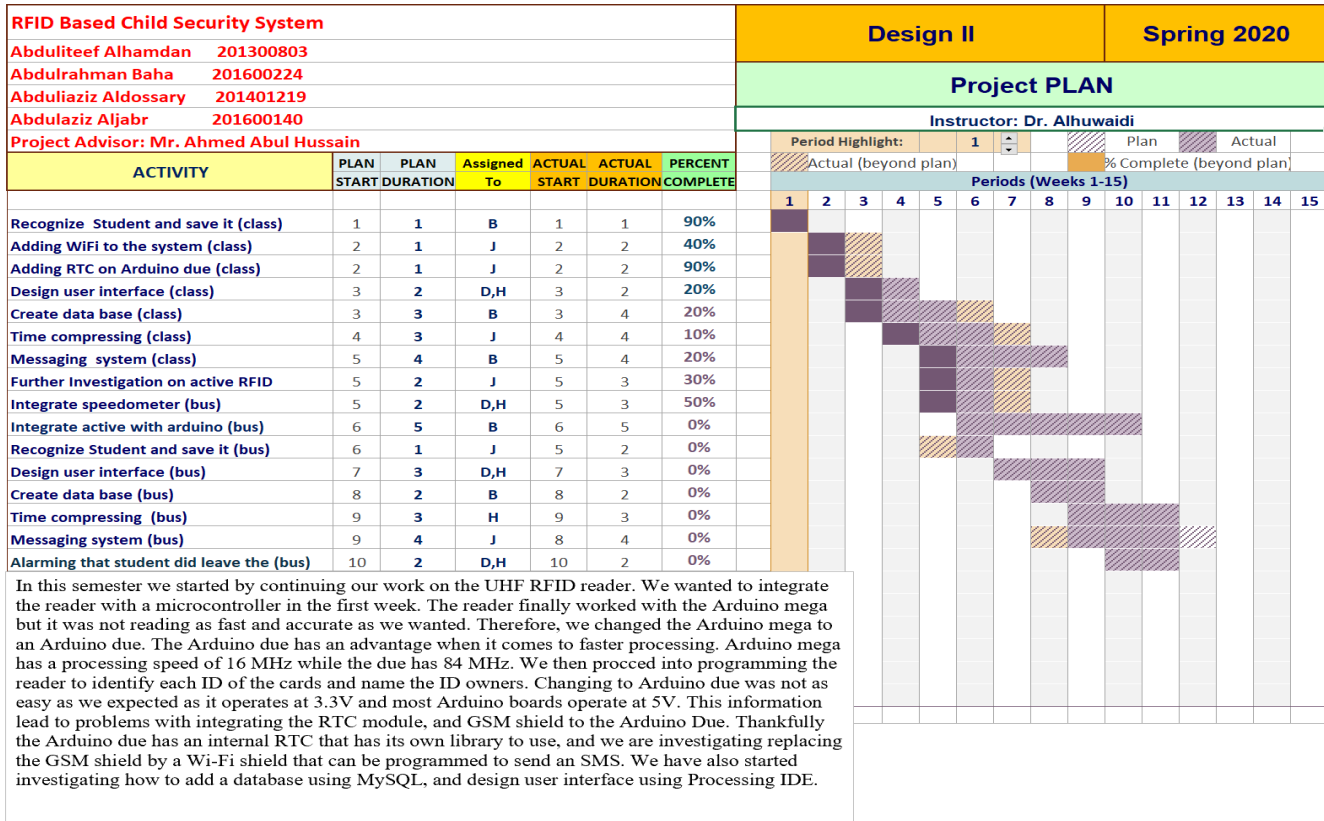 RFID Based Child Security System
Abduliteef Alhamdan 201300803
Abdulrahman Baha 201600224
Abduliaziz Aldossary 201401219
Abdulaziz Aljabr 201600140
Project Advisor: Mr. Ahmed Abul Hussain
Design II Spring 2020
Project PLAN
Instructor: Dr. Alhuwaidi
Period Highlight: 1 Plan Actual
Actual (beyond plan) % Complete (beyond plan)
ACTIVITY PLAN START PLAN DURATION Assigned To ACTUAL START ACTUAL DURATION PERCENT COMPLETE
Periods (Weeks 1-15)
1 2 3 4 5 6 7 8 9 10 11 12 13 14 15
Recognize Student and save it (class) 1 1 B 1 1 90%
Adding WiFi to the system (class) 2 1 J 2 2 40%
Adding RTC on Arduino due (class) 2 1 J 2 2 90%
Design user interface (class) 3 2 D,H 3 2 20%
Create data base (class) 3 3 B 3 4 20%
Time compressing (class) 4 3 J 4 4 10%
Messaging system (class) 5 4 B 5 4 20%
Further Investigation on active RFID 5 2 J 5 3 30%
Integrate speedometer (bus) 5 2 D,H 5 3 50%
Integrate active with arduino (bus) 6 5 B 6 5 0%
Recognize Student and save it (bus) 6 1 J 5 2 0%
Design user interface (bus) 7 3 D,H 7 3 0%
Create data base (bus) 8 2 B 8 2 0%
Time compressing (bus) 9 3 H 9 3 0%
Messaging system (bus) 9 4 J 8 4 0%
Alarming that student did leave the (bus) 10 2 D,H 10 2 0%
In this semester we started by continuing our work on the UHF RFID reader. We wanted to integrate
the reader with a microcontroller in the first week. The reader finally worked with the Arduino mega
but it was not reading as fast and accurate as we wanted. Therefore, we changed the Arduino mega to
an Arduino due. The Arduino due has an advantage when it comes to faster processing. Arduino mega
has a processing speed of 16 MHz while the due has 84 MHz. We then procced into programming the
reader to identify each ID of the cards and name the ID owners. Changing to Arduino due was not as
easy as we expected as it operates at 3.3V and most Arduino boards operate at 5V. This information
lead to problems with integrating the RTC module, and GSM shield to the Arduino Due. Thankfully
the Arduino due has an internal RTC that has its own library to use, and we are investigating replacing
the GSM shield by a Wi-Fi shield that can be programmed to send an SMS. We have also started
investigating how to add a database using MySQL, and design user interface using Processing IDE.